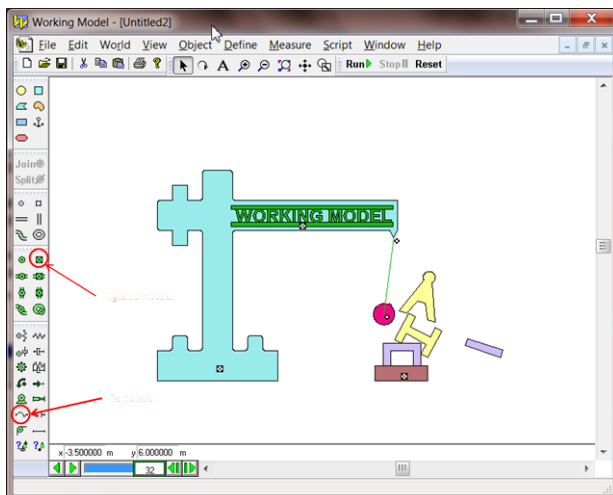 Working Model - [Untitled2]
File Edit World View Object Define Measure Script Window Help
A Run Stop Reset
Join
Split
WORKING MODEL
x -3.500000 m y 6.000000 m
32